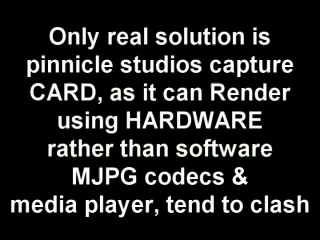 Only real solution is
pinnicle studios capture
CARD, as it can Render
using HARDWARE
rather than software
MJPG codecs &
media player, tend to clash